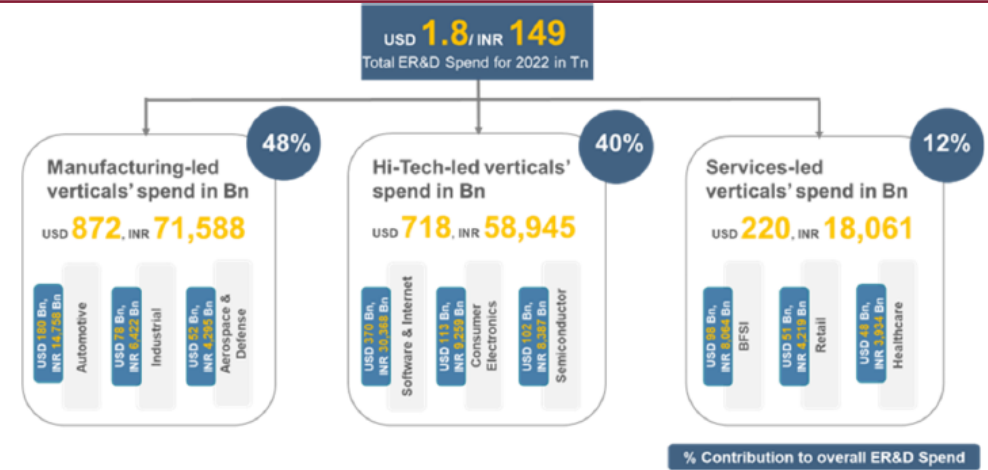 USD 1.8/ INR 149
Total ER&D Spend for 2022 in Tn
48%
Manufacturing-led
verticals' spend in Bn
USD 872, INR 71,588
USD 180 Bn,
INR 14,758 Bn
Automotive
USD 78 Bn,
INR 6,422 Bn
Industrial
USD 52 Bn,
INR 4,295 Bn
Aerospace &
Defense
40%
Hi-Tech-led verticals'
spend in Bn
USD 718, INR 58,945
USD 370 Bn,
INR 30,368 Bn
Software & Internet
USD 113 Bn,
INR 9,259 Bn
Consumer
Electronics
USD 102 Bn,
INR 8,387 Bn
Semiconductor
12%
Services-led
verticals' spend in Bn
USD 220, INR 18,061
USD 98 Bn,
INR 8,064 Bn
BFSI
USD 51 Bn,
INR 4,219 Bn
Retail
USD 48 Bn,
INR 3,934 Bn
Healthcare
% Contribution to overall ER&D Spend